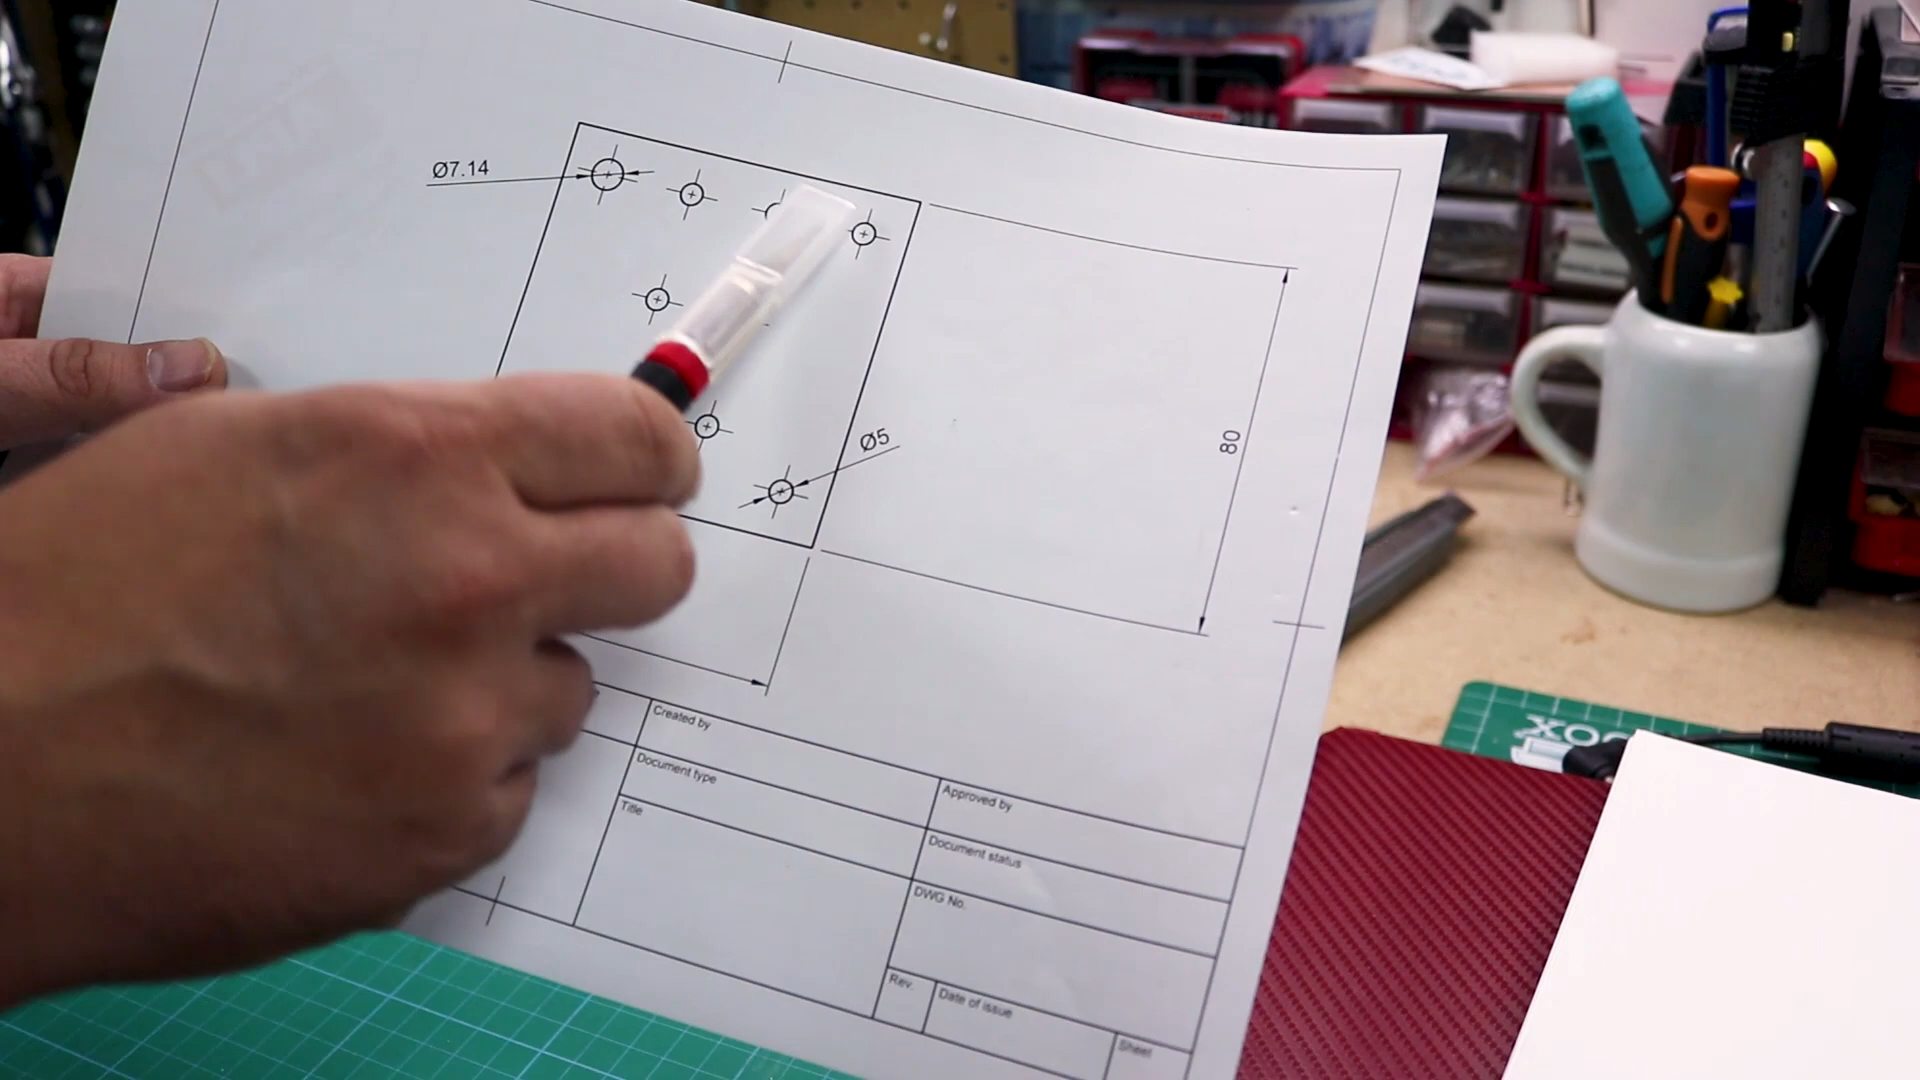 Ø7.14
Ø5
80
Created by
Approved by
Document type
Document status
Title
DWG No.
Rev.
Date of issue
Sheet